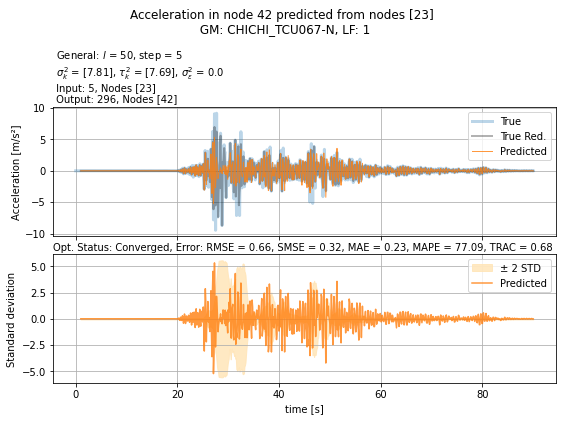 Acceleration in node 42 predicted from nodes [23]
GM: CHICHI_TCU067-N, LF: 1
General: l = 50, step = 5
σ²ₖ = [7.81], τ²ₖ = [7.69], σ²ε = 0.0
Input: 5, Nodes [23]
Output: 296, Nodes [42]
Acceleration [m/s²]
10
5
0
−5
−10
True
True Red.
Predicted
Opt. Status: Converged, Error: RMSE = 0.66, SMSE = 0.32, MAE = 0.23, MAPE = 77.09, TRAC = 0.68
Standard deviation
5.0
2.5
0.0
−2.5
−5.0
± 2 STD
Predicted
0 20 40 60 80
time [s]